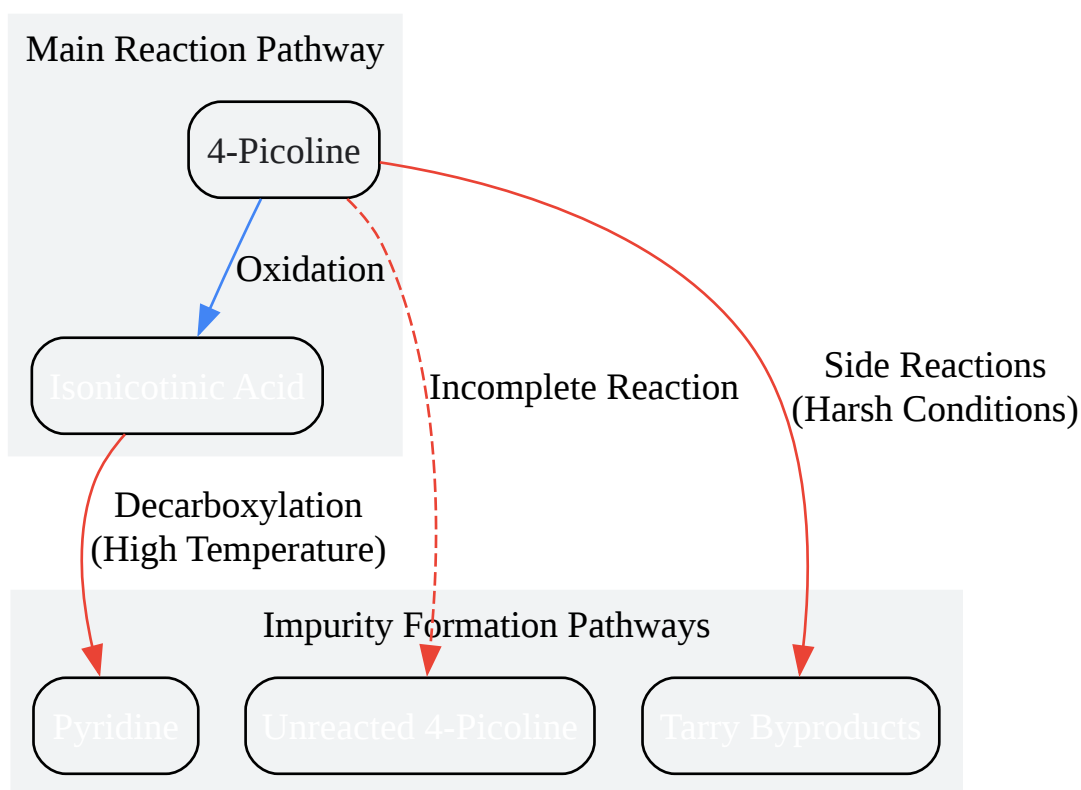 Main Reaction Pathway
4-Picoline
Oxidation
Isonicotinic Acid
Incomplete Reaction
Side Reactions
(Harsh Conditions)
Decarboxylation
(High Temperature)
Impurity Formation Pathways
Pyridine
Unreacted 4-Picoline
Tarry Byproducts